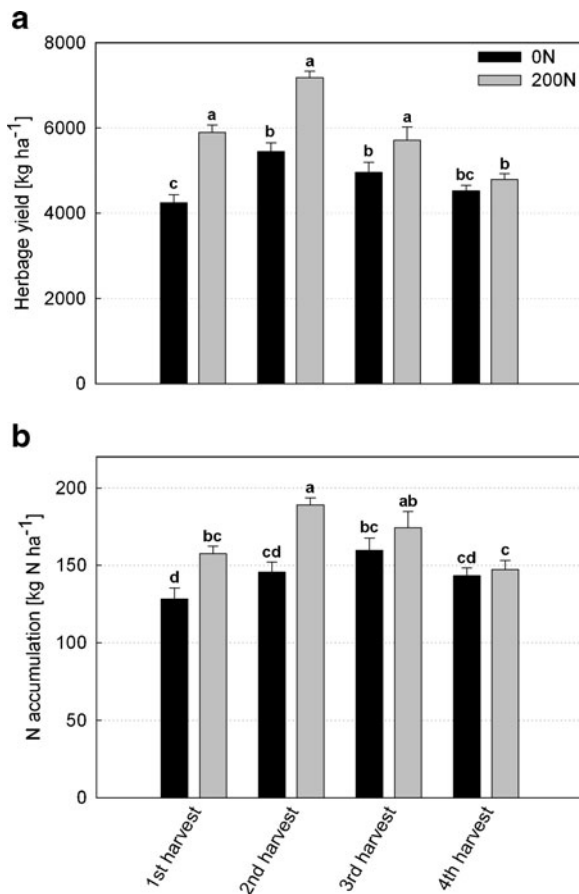 a
Herbage yield [kg ha⁻¹]
8000
6000
4000
2000
0
0N
200N
c
a
b
a
b
a
bc
b
b
N accumulation [kg N ha⁻¹]
200
150
100
50
0
d
bc
cd
a
bc
ab
cd
c
1st harvest
2nd harvest
3rd harvest
4th harvest